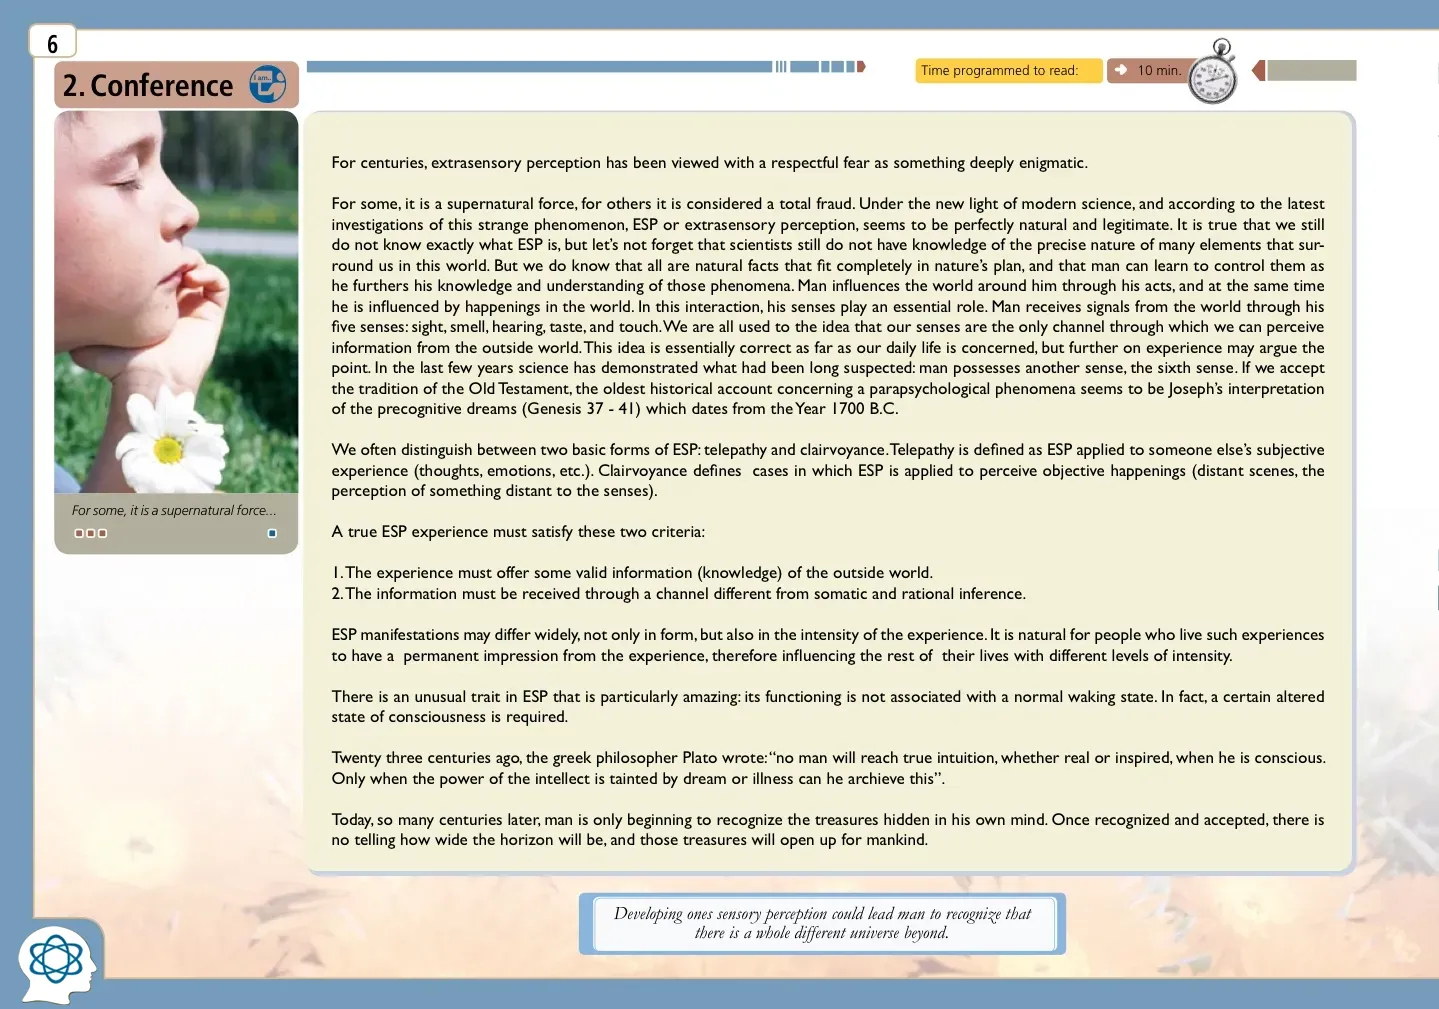 6
2. Conference
I am...
Time programmed to read:
10 min.
For some, it is a supernatural force...
For centuries, extrasensory perception has been viewed with a respectful fear as something deeply enigmatic.
For some, it is a supernatural force, for others it is considered a total fraud. Under the new light of modern science, and according to the latest
investigations of this strange phenomenon, ESP or extrasensory perception, seems to be perfectly natural and legitimate. It is true that we still
do not know exactly what ESP is, but let's not forget that scientists still do not have knowledge of the precise nature of many elements that sur-
round us in this world. But we do know that all are natural facts that fit completely in nature's plan, and that man can learn to control them as
he furthers his knowledge and understanding of those phenomena. Man influences the world around him through his acts, and at the same time
he is influenced by happenings in the world. In this interaction, his senses play an essential role. Man receives signals from the world through his
five senses: sight, smell, hearing, taste, and touch. We are all used to the idea that our senses are the only channel through which we can perceive
information from the outside world. This idea is essentially correct as far as our daily life is concerned, but further on experience may argue the
point. In the last few years science has demonstrated what had been long suspected: man possesses another sense, the sixth sense. If we accept
the tradition of the Old Testament, the oldest historical account concerning a parapsychological phenomena seems to be Joseph's interpretation
of the precognitive dreams (Genesis 37 - 41) which dates from the Year 1700 B.C.
We often distinguish between two basic forms of ESP: telepathy and clairvoyance. Telepathy is defined as ESP applied to someone else's subjective
experience (thoughts, emotions, etc.). Clairvoyance defines cases in which ESP is applied to perceive objective happenings (distant scenes, the
perception of something distant to the senses).
A true ESP experience must satisfy these two criteria:
1. The experience must offer some valid information (knowledge) of the outside world.
2. The information must be received through a channel different from somatic and rational inference.
ESP manifestations may differ widely, not only in form, but also in the intensity of the experience. It is natural for people who live such experiences
to have a permanent impression from the experience, therefore influencing the rest of their lives with different levels of intensity.
There is an unusual trait in ESP that is particularly amazing: its functioning is not associated with a normal waking state. In fact, a certain altered
state of consciousness is required.
Twenty three centuries ago, the greek philosopher Plato wrote: "no man will reach true intuition, whether real or inspired, when he is conscious.
Only when the power of the intellect is tainted by dream or illness can he archieve this".
Today, so many centuries later, man is only beginning to recognize the treasures hidden in his own mind. Once recognized and accepted, there is
no telling how wide the horizon will be, and those treasures will open up for mankind.
Developing ones sensory perception could lead man to recognize that
there is a whole different universe beyond.